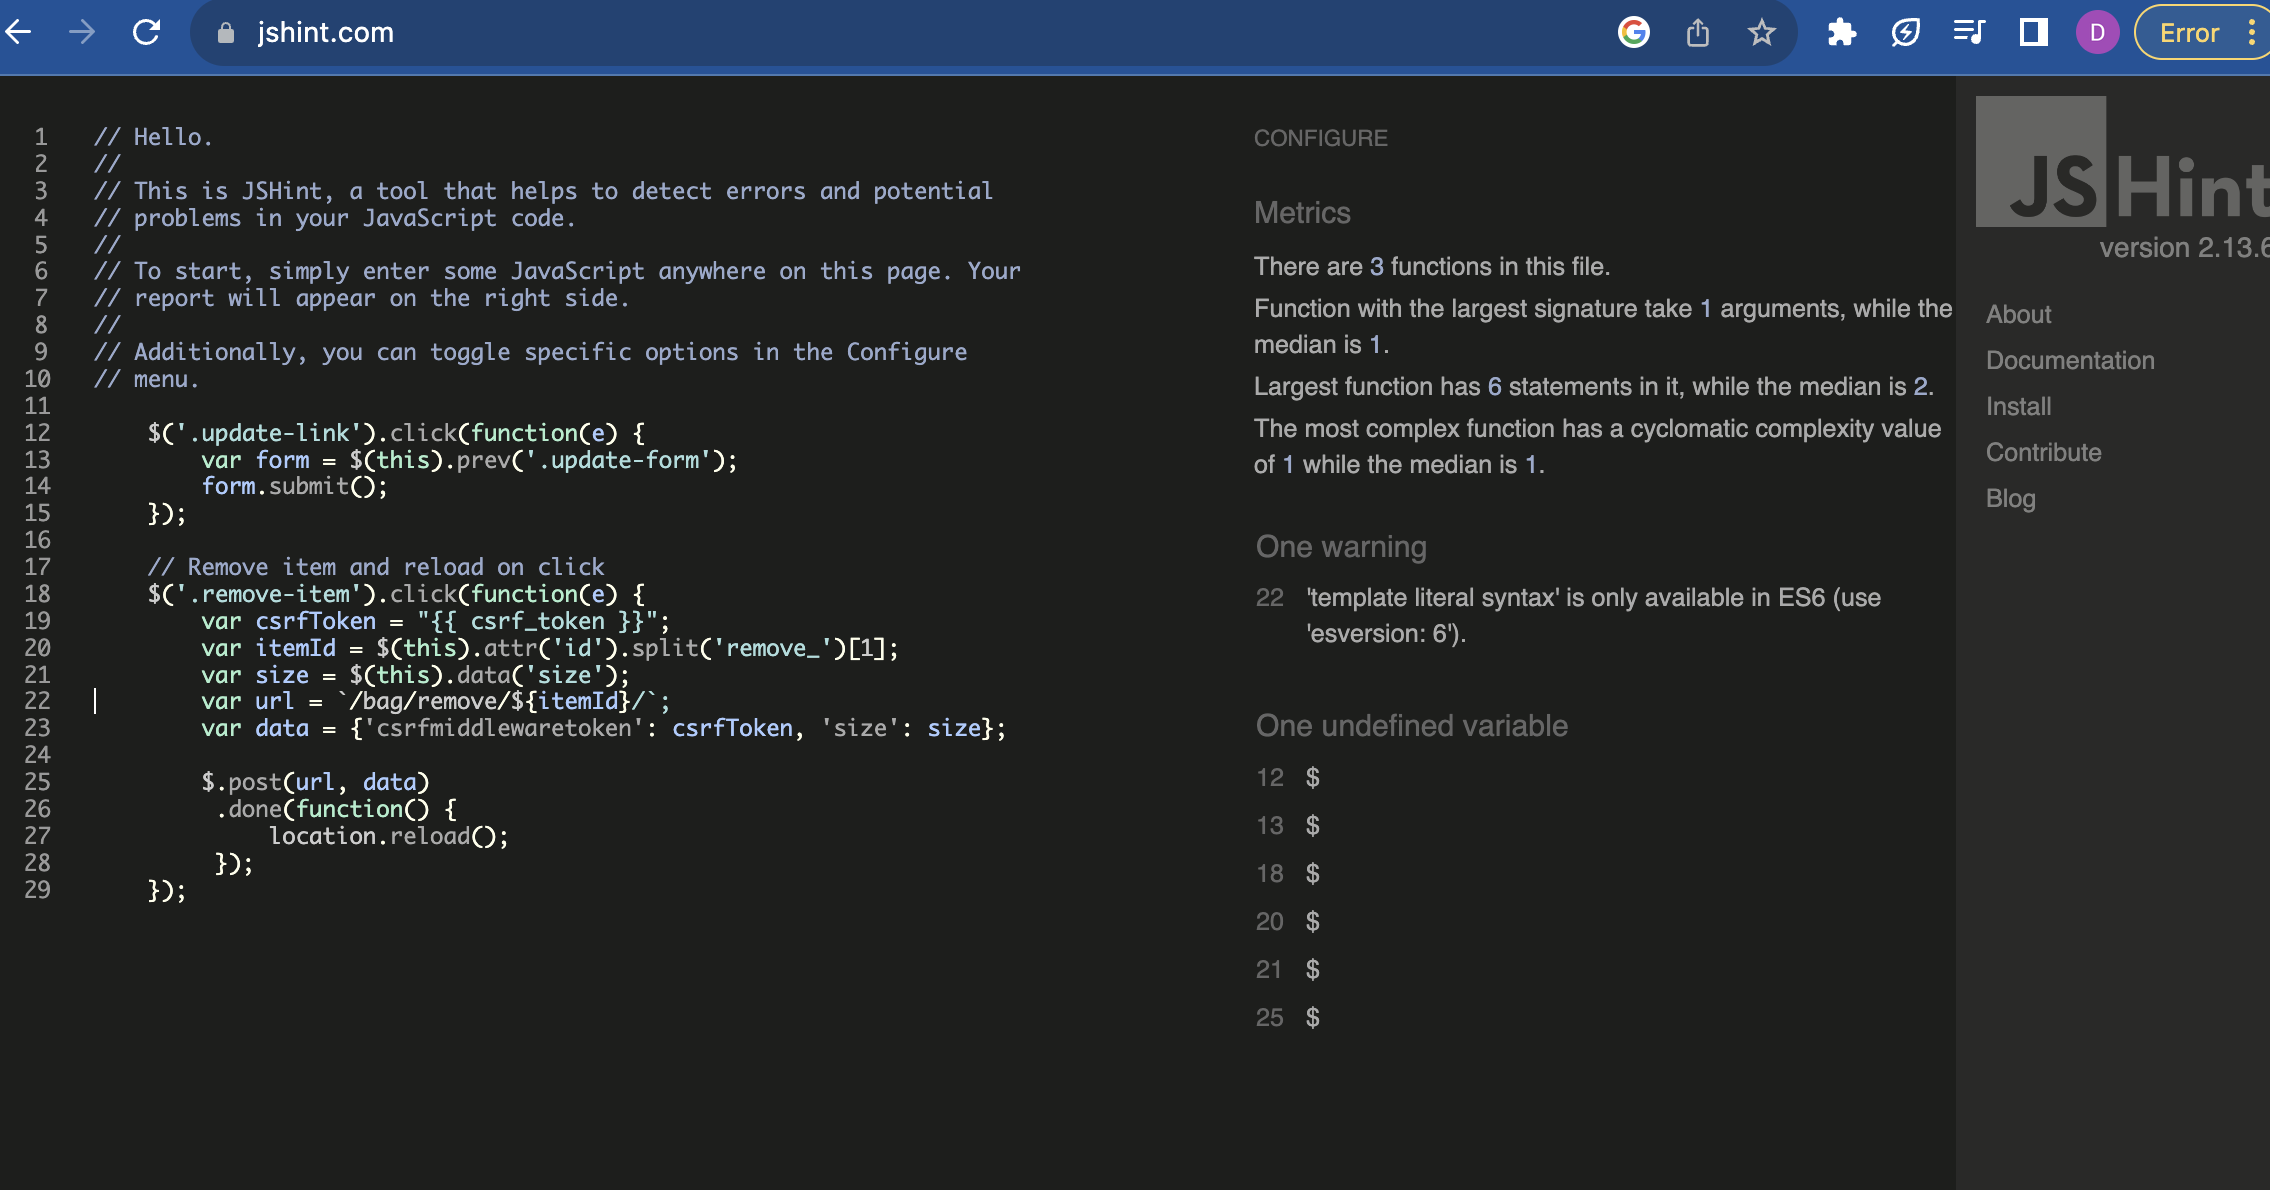 jshint.com
D
Error
1 // Hello.
2 //
3 // This is JSHint, a tool that helps to detect errors and potential
4 // problems in your JavaScript code.
5 //
6 // To start, simply enter some JavaScript anywhere on this page. Your
7 // report will appear on the right side.
8 //
9 // Additionally, you can toggle specific options in the Configure
10 // menu.
11
12 $('.update-link').click(function(e) {
13 var form = $(this).prev('.update-form');
14 form.submit();
15 });
16
17 // Remove item and reload on click
18 $('.remove-item').click(function(e) {
19 var csrfToken = "{{ csrf_token }}";
20 var itemId = $(this).attr('id').split('remove_')[1];
21 var size = $(this).data('size');
22 var url = `/bag/remove/${itemId}/`;
23 var data = {'csrfmiddlewaretoken': csrfToken, 'size': size};
24
25 $.post(url, data)
26 .done(function() {
27 location.reload();
28 });
29 });
CONFIGURE
Metrics
There are 3 functions in this file.
Function with the largest signature take 1 arguments, while the
median is 1.
Largest function has 6 statements in it, while the median is 2.
The most complex function has a cyclomatic complexity value
of 1 while the median is 1.
One warning
22 'template literal syntax' is only available in ES6 (use
'esversion: 6').
One undefined variable
12 $
13 $
18 $
20 $
21 $
25 $
JSHint
version 2.13.6
About
Documentation
Install
Contribute
Blog